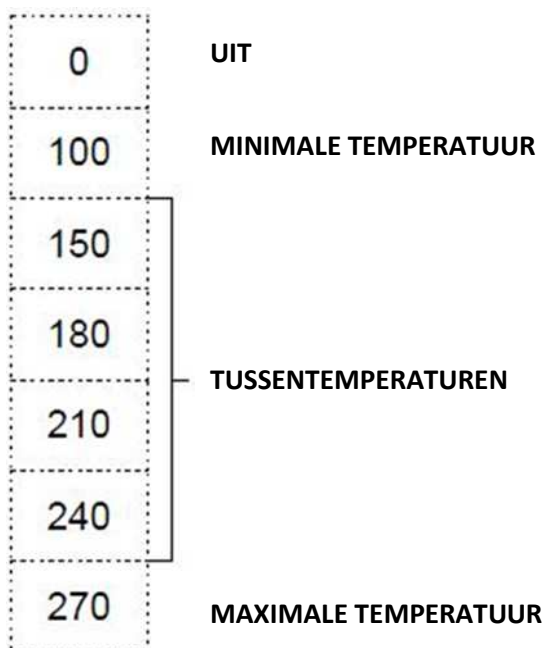 0 UIT
100 MINIMALE TEMPERATUUR
150
180
TUSSENTEMPERATUREN
210
240
270 MAXIMALE TEMPERATUUR